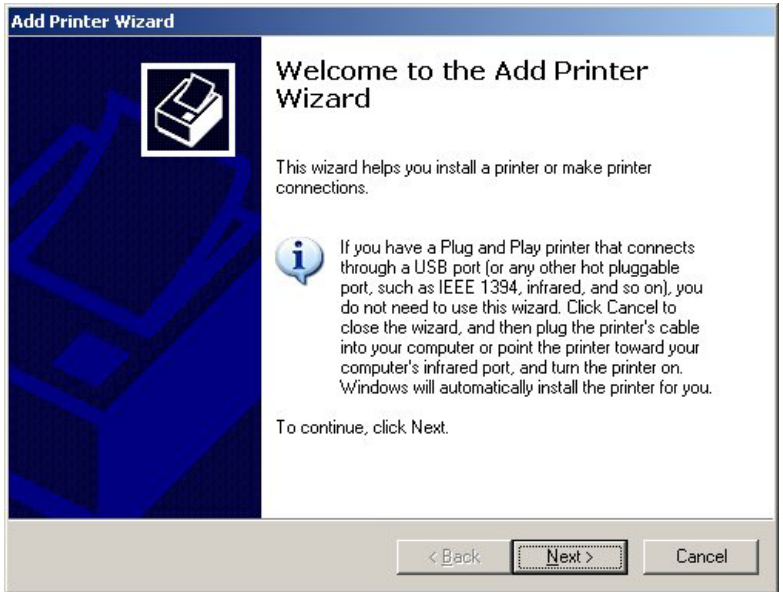 Add Printer Wizard
Welcome to the Add Printer
Wizard
This wizard helps you install a printer or make printer
connections.
If you have a Plug and Play printer that connects
through a USB port (or any other hot pluggable
port, such as IEEE 1394, infrared, and so on), you
do not need to use this wizard. Click Cancel to
close the wizard, and then plug the printer's cable
into your computer or point the printer toward your
computer's infrared port, and turn the printer on.
Windows will automatically install the printer for you.
To continue, click Next.
< Back Next > Cancel